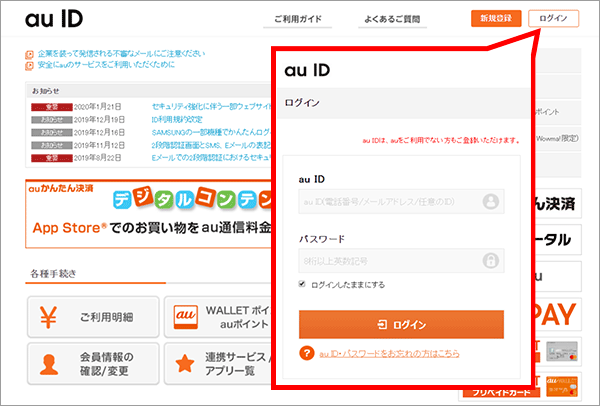 au ID
ご利用ガイド
よくあるご質問
新規登録
ログイン
企業を装って発信される不審なメールにご注意ください
安全にauのサービスをご利用いただくために
お知らせ
重要 2020年1月21日 セキュリティ強化に伴う一部ウェブサイ
お知らせ 2019年12月19日 ID利用規約改定
お知らせ 2019年12月16日 SAMSUNGの一部機種でかんたんログ
お知らせ 2019年11月12日 2段階認証画面とSMS、Eメールの表記
重要 2019年8月22日 Eメールでの2段階認証におけるセキュ
auかんたん決済
デジタルコンテン
App Store®でのお買い物をau通信料金
各種手続き
ご利用明細
WALLET ポイ
auポイント
会員情報の
確認/変更
連携サービス/
アプリ一覧
au ID
ログイン
au IDは、auをご利用でない方もご登録いただけます。
au ID
au ID(電話番号/メールアドレス/任意のID)
パスワード
8桁以上英数記号
ログインしたままにする
ログイン
au ID・パスワードをお忘れの方はこちら
ポイント
Wowma!限定)
ん決済
ータル
au
PAY
プリペイドカード